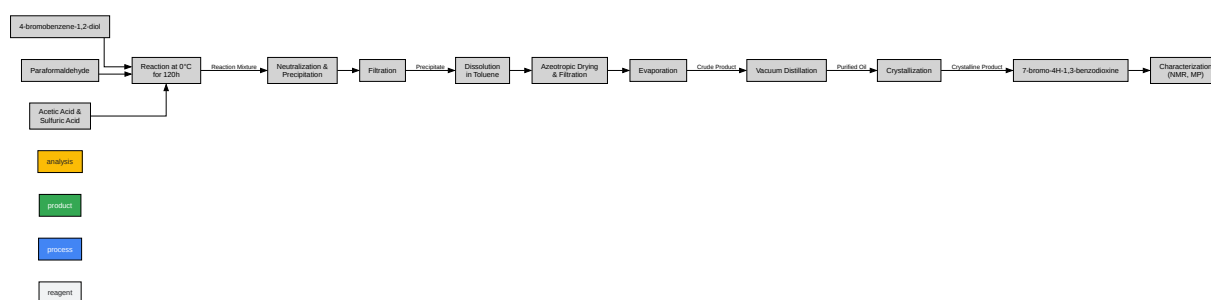 4-bromobenzene-1,2-diol
Paraformaldehyde
Acetic Acid &
Sulfuric Acid
Reaction at 0°C
for 120h
Reaction Mixture
Neutralization &
Precipitation
Filtration
Precipitate
Dissolution
in Toluene
Azeotropic Drying
& Filtration
Evaporation
Crude Product
Vacuum Distillation
Purified Oil
Crystallization
Crystalline Product
7-bromo-4H-1,3-benzodioxine
Characterization
(NMR, MP)
analysis
product
process
reagent